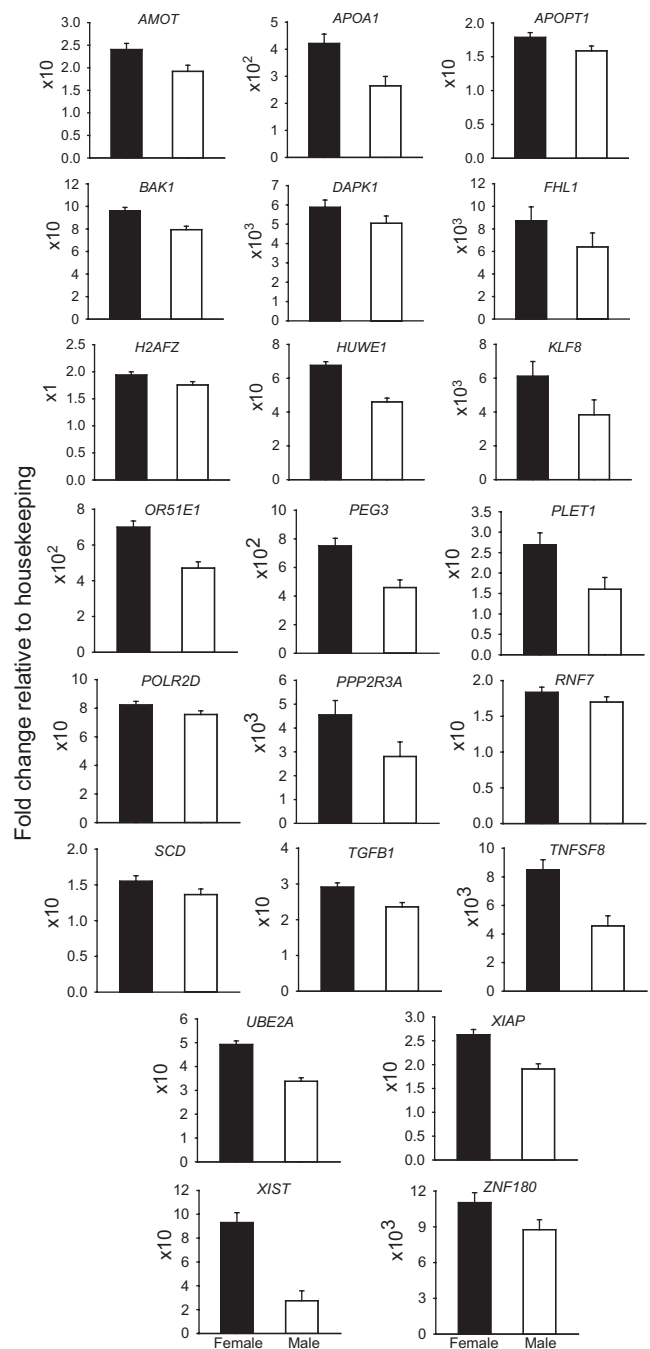 Fold change relative to housekeeping
AMOT
x10
3.0
2.5
2.0
1.5
1.0
0.5
0.0
APOA1
x10²
5
4
3
2
1
0
APOPT1
x10
2.0
1.5
1.0
0.5
0.0
BAK1
x10
12
10
8
6
4
2
0
DAPK1
x10³
7
6
5
4
3
2
1
0
FHL1
x10³
12
10
8
6
4
2
0
H2AFZ
x1
2.5
2.0
1.5
1.0
0.5
0.0
HUWE1
x10
8
6
4
2
0
KLF8
x10³
8
6
4
2
0
OR51E1
x10²
8
6
4
2
0
PEG3
x10²
10
8
6
4
2
0
PLET1
x10
3.5
3.0
2.5
2.0
1.5
1.0
0.5
0.0
POLR2D
x10
10
8
6
4
2
0
PPP2R3A
x10³
6
5
4
3
2
1
0
RNF7
x10
2.0
1.5
1.0
0.5
0.0
SCD
x10
2.0
1.5
1.0
0.5
0.0
TGFB1
x10
4
3
2
1
0
TNFSF8
x10³
10
8
6
4
2
0
UBE2A
x10
6
5
4
3
2
1
0
XIAP
x10
3.0
2.5
2.0
1.5
1.0
0.5
0.0
XIST
x10
12
10
8
6
4
2
0
Female Male
ZNF180
x10³
12
9
6
3
0
Female Male